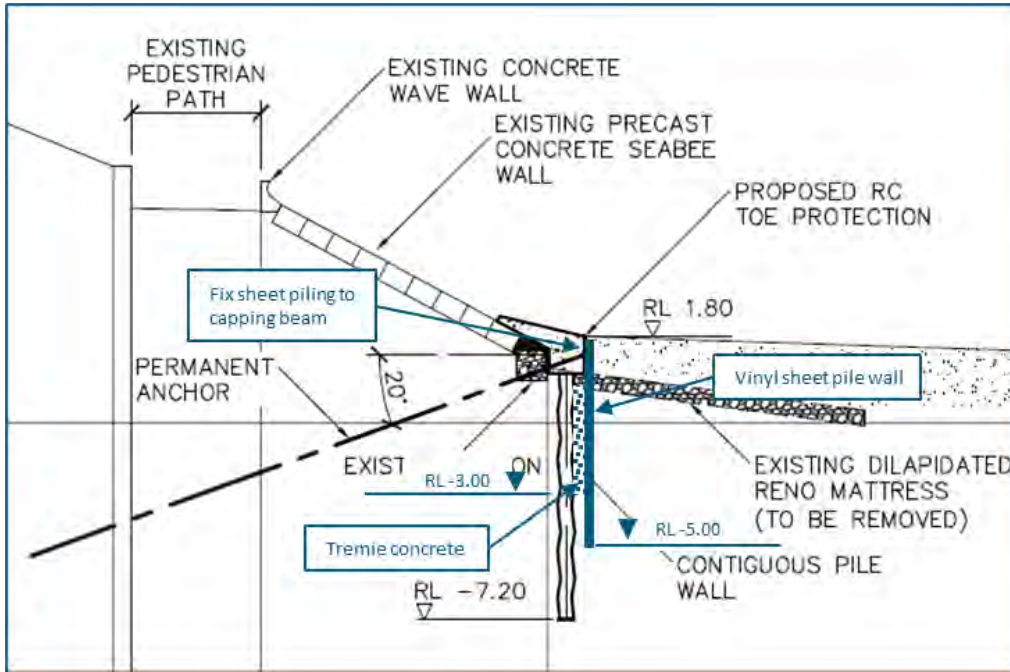 EXISTING
PEDESTRIAN
PATH
EXISTING CONCRETE
WAVE WALL
EXISTING PRECAST
CONCRETE SEABEE
WALL
PROPOSED RC
TOE PROTECTION
Fix sheet piling to
capping beam
RL 1.80
PERMANENT
ANCHOR
20°
Vinyl sheet pile wall
EXIST
ON
RL -3.00
EXISTING DILAPIDATED
RENO MATTRESS
(TO BE REMOVED)
RL -5.00
Tremie concrete
CONTIGUOUS PILE
WALL
RL -7.20